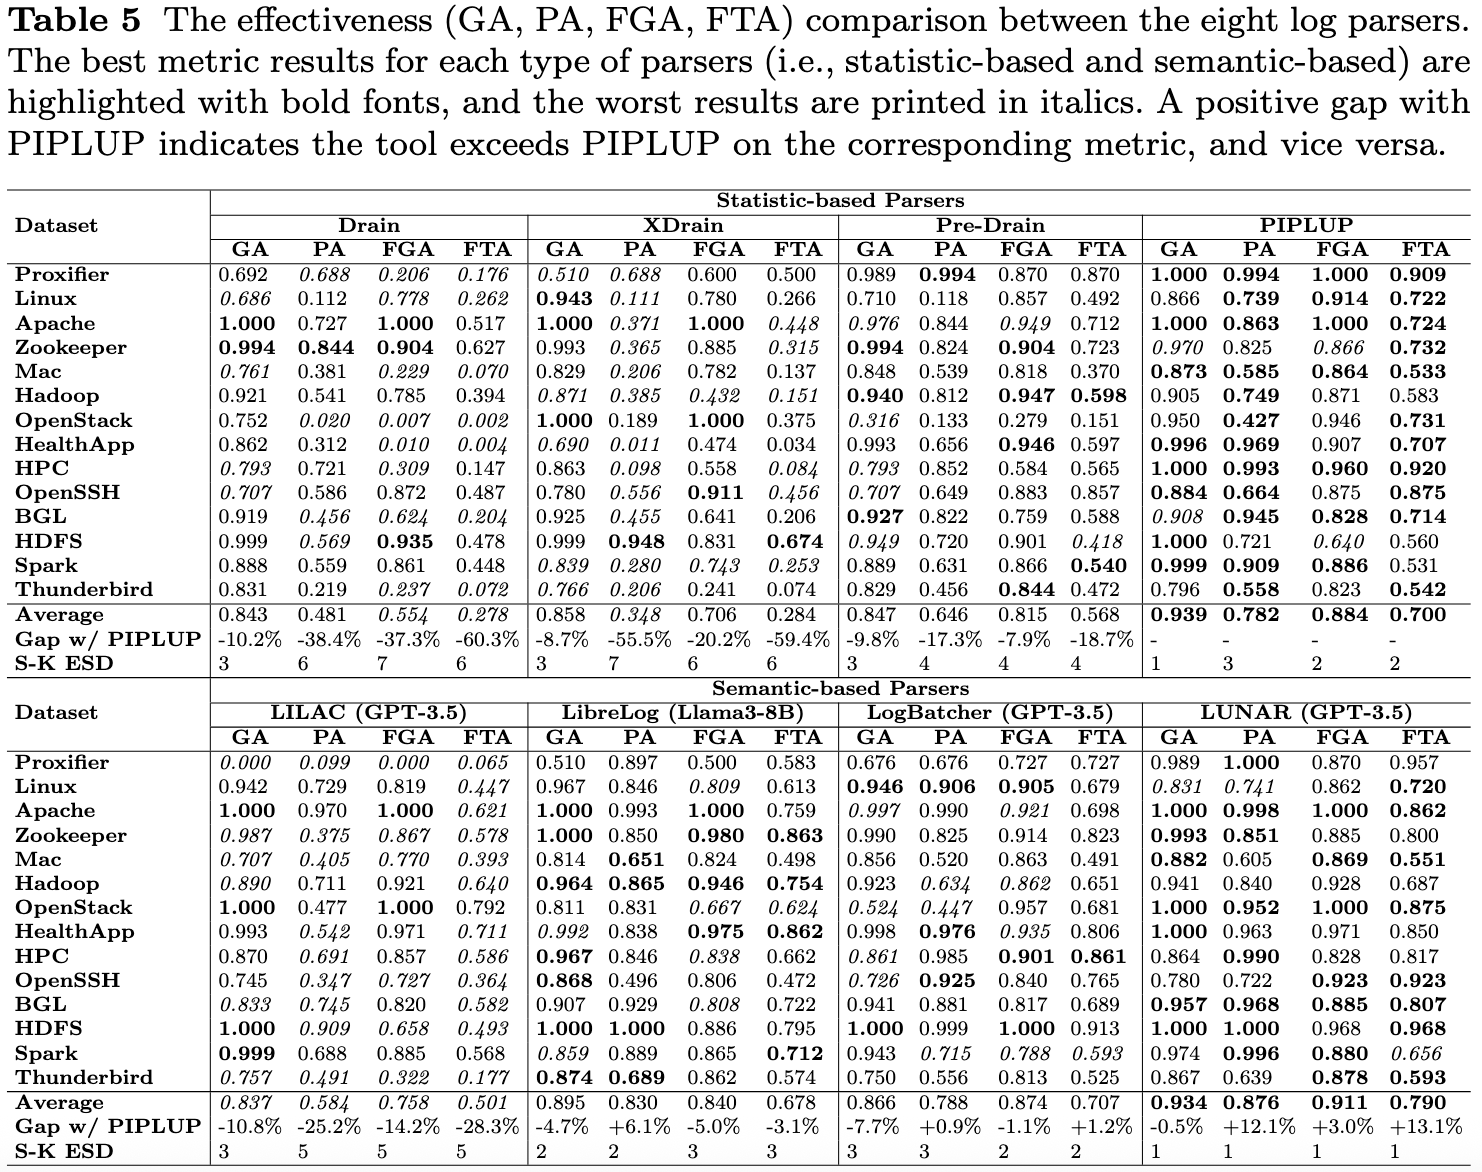 Table 5 The effectiveness (GA, PA, FGA, FTA) comparison between the eight log parsers.
The best metric results for each type of parsers (i.e., statistic-based and semantic-based) are
highlighted with bold fonts, and the worst results are printed in italics. A positive gap with
PIPLUP indicates the tool exceeds PIPLUP on the corresponding metric, and vice versa.
Statistic-based Parsers
Dataset Drain XDrain Pre-Drain PIPLUP
GA PA FGA FTA GA PA FGA FTA GA PA FGA FTA GA PA FGA FTA
Proxifier 0.692 0.688 0.206 0.176 0.510 0.688 0.600 0.500 0.989 0.994 0.870 0.870 1.000 0.994 1.000 0.909
Linux 0.686 0.112 0.778 0.262 0.943 0.111 0.780 0.266 0.710 0.118 0.857 0.492 0.866 0.739 0.914 0.722
Apache 1.000 0.727 1.000 0.517 1.000 0.371 1.000 0.448 0.976 0.844 0.949 0.712 1.000 0.863 1.000 0.724
Zookeeper 0.994 0.844 0.904 0.627 0.993 0.365 0.885 0.315 0.994 0.824 0.904 0.723 0.970 0.825 0.866 0.732
Mac 0.761 0.381 0.229 0.070 0.829 0.206 0.782 0.137 0.848 0.539 0.818 0.370 0.873 0.585 0.864 0.533
Hadoop 0.921 0.541 0.785 0.394 0.871 0.385 0.432 0.151 0.940 0.812 0.947 0.598 0.905 0.749 0.871 0.583
OpenStack 0.752 0.020 0.007 0.002 1.000 0.189 1.000 0.375 0.316 0.133 0.279 0.151 0.950 0.427 0.946 0.731
HealthApp 0.862 0.312 0.010 0.004 0.690 0.011 0.474 0.034 0.993 0.656 0.946 0.597 0.996 0.969 0.907 0.707
HPC 0.793 0.721 0.309 0.147 0.863 0.098 0.558 0.084 0.793 0.852 0.584 0.565 1.000 0.993 0.960 0.920
OpenSSH 0.707 0.586 0.872 0.487 0.780 0.556 0.911 0.456 0.707 0.649 0.883 0.857 0.884 0.664 0.875 0.875
BGL 0.919 0.456 0.624 0.204 0.925 0.455 0.641 0.206 0.927 0.822 0.759 0.588 0.908 0.945 0.828 0.714
HDFS 0.999 0.569 0.935 0.478 0.999 0.948 0.831 0.674 0.949 0.720 0.901 0.418 1.000 0.721 0.640 0.560
Spark 0.888 0.559 0.861 0.448 0.839 0.280 0.743 0.253 0.889 0.631 0.866 0.540 0.999 0.909 0.886 0.531
Thunderbird 0.831 0.219 0.237 0.072 0.766 0.206 0.241 0.074 0.829 0.456 0.844 0.472 0.796 0.558 0.823 0.542
Average 0.843 0.481 0.554 0.278 0.858 0.348 0.706 0.284 0.847 0.646 0.815 0.568 0.939 0.782 0.884 0.700
Gap w/ PIPLUP -10.2% -38.4% -37.3% -60.3% -8.7% -55.5% -20.2% -59.4% -9.8% -17.3% -7.9% -18.7% - - - -
S-K ESD 3 6 7 6 3 7 6 6 3 4 4 4 1 3 2 2
Semantic-based Parsers
Dataset LILAC (GPT-3.5) LibreLog (Llama3-8B) LogBatcher (GPT-3.5) LUNAR (GPT-3.5)
GA PA FGA FTA GA PA FGA FTA GA PA FGA FTA GA PA FGA FTA
Proxifier 0.000 0.099 0.000 0.065 0.510 0.897 0.500 0.583 0.676 0.676 0.727 0.727 0.989 1.000 0.870 0.957
Linux 0.942 0.729 0.819 0.447 0.967 0.846 0.809 0.613 0.946 0.906 0.905 0.679 0.831 0.741 0.862 0.720
Apache 1.000 0.970 1.000 0.621 1.000 0.993 1.000 0.759 0.997 0.990 0.921 0.698 1.000 0.998 1.000 0.862
Zookeeper 0.987 0.375 0.867 0.578 1.000 0.850 0.980 0.863 0.990 0.825 0.914 0.823 0.993 0.851 0.885 0.800
Mac 0.707 0.405 0.770 0.393 0.814 0.651 0.824 0.498 0.856 0.520 0.863 0.491 0.882 0.605 0.869 0.551
Hadoop 0.890 0.711 0.921 0.640 0.964 0.865 0.946 0.754 0.923 0.634 0.862 0.651 0.941 0.840 0.928 0.687
OpenStack 1.000 0.477 1.000 0.792 0.811 0.831 0.667 0.624 0.524 0.447 0.957 0.681 1.000 0.952 1.000 0.875
HealthApp 0.993 0.542 0.971 0.711 0.992 0.838 0.975 0.862 0.998 0.976 0.935 0.806 1.000 0.963 0.971 0.850
HPC 0.870 0.691 0.857 0.586 0.967 0.846 0.838 0.662 0.861 0.985 0.901 0.861 0.864 0.990 0.828 0.817
OpenSSH 0.745 0.347 0.727 0.364 0.868 0.496 0.806 0.472 0.726 0.925 0.840 0.765 0.780 0.722 0.923 0.923
BGL 0.833 0.745 0.820 0.582 0.907 0.929 0.808 0.722 0.941 0.881 0.817 0.689 0.957 0.968 0.885 0.807
HDFS 1.000 0.909 0.658 0.493 1.000 1.000 0.886 0.795 1.000 0.999 1.000 0.913 1.000 1.000 0.968 0.968
Spark 0.999 0.688 0.885 0.568 0.859 0.889 0.865 0.712 0.943 0.715 0.788 0.593 0.974 0.996 0.880 0.656
Thunderbird 0.757 0.491 0.322 0.177 0.874 0.689 0.862 0.574 0.750 0.556 0.813 0.525 0.867 0.639 0.878 0.593
Average 0.837 0.584 0.758 0.501 0.895 0.830 0.840 0.678 0.866 0.788 0.874 0.707 0.934 0.876 0.911 0.790
Gap w/ PIPLUP -10.8% -25.2% -14.2% -28.3% -4.7% +6.1% -5.0% -3.1% -7.7% +0.9% -1.1% +1.2% -0.5% +12.1% +3.0% +13.1%
S-K ESD 3 5 5 5 2 2 3 3 3 3 2 2 1 1 1 1